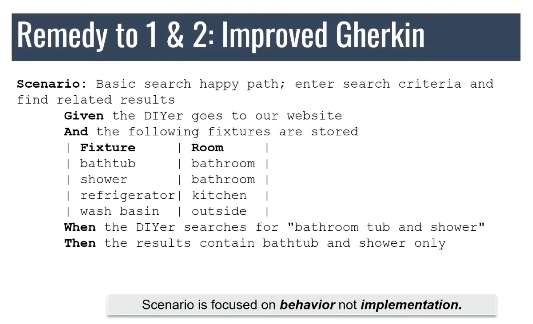 Remedy to 1 & 2: Improved Gherkin
Scenario: Basic search happy path; enter search criteria and
find related results
Given the DIYer goes to our website
And the following fixtures are stored
| Fixture | Room |
| bathtub | bathroom |
| shower | bathroom |
| refrigerator| kitchen |
| wash basin | outside |
When the DIYer searches for "bathroom tub and shower"
Then the results contain bathtub and shower only
Scenario is focused on behavior not implementation.